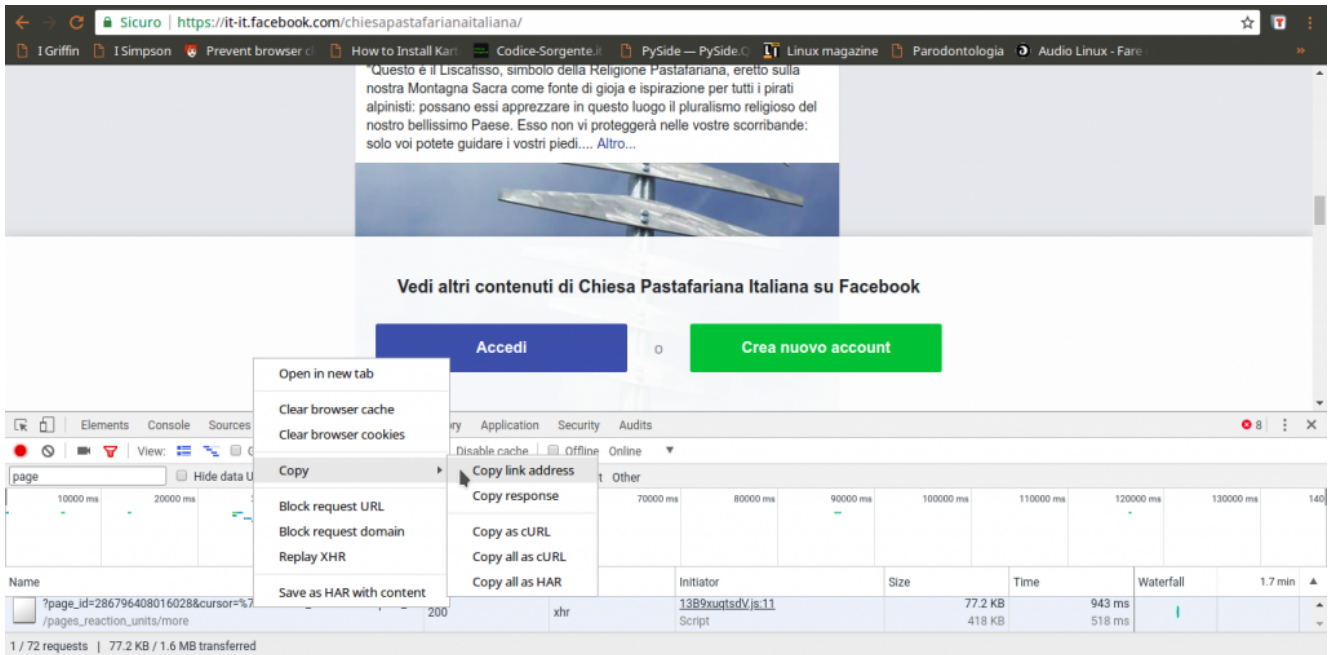 Sicuro | https://it-it.facebook.com/chiesapastafarianaitaliana/
I Griffin I Simpson Prevent browser How to Install Kart Codice-Sorgente.it PySide — PySide. Linux magazine Parodontologia Audio Linux - Fare
"Questo è il Liscafisso, simbolo della Religione Pastafariana, eretto sulla
nostra Montagna Sacra come fonte di gioja e ispirazione per tutti i pirati
alpinisti: possano essi apprezzare in questo luogo il pluralismo religioso del
nostro bellissimo Paese. Esso non vi proteggerà nelle vostre scorribande:
solo voi potete guidare i vostri piedi.... Altro...
Vedi altri contenuti di Chiesa Pastafariana Italiana su Facebook
Accedi o Crea nuovo account
Open in new tab
Clear browser cache
Clear browser cookies
Copy
Block request URL
Block request domain
Replay XHR
Save as HAR with content
Copy link address
Copy response
Copy as cURL
Copy all as cURL
Copy all as HAR
Elements Console Sources ry Application Security Audits 8
View: Disable cache Offline Online
page Hide data U t Other
10000 ms 20000 ms 70000 ms 80000 ms 90000 ms 100000 ms 110000 ms 120000 ms 130000 ms 140
Name Initiator Size Time Waterfall 1.7 min
?page_id=286796408016028&cursor=%7 200 xhr 13B9xuqtsdV.js:11 77.2 KB 943 ms
/pages_reaction_units/more Script 418 KB 518 ms
1 / 72 requests | 77.2 KB / 1.6 MB transferred